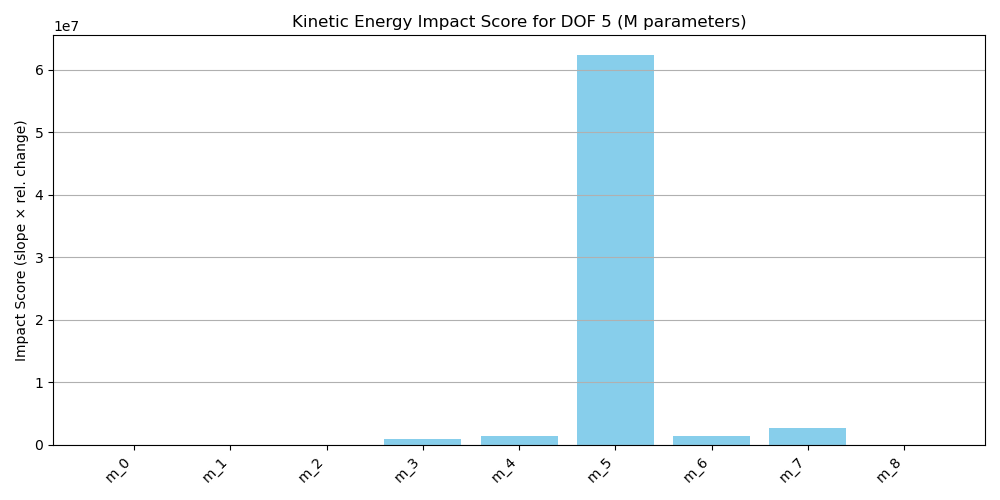 Kinetic Energy Impact Score for DOF 5 (M parameters)
1e7
Impact Score (slope × rel. change)
6
5
4
3
2
1
0
m_0
m_1
m_2
m_3
m_4
m_5
m_6
m_7
m_8